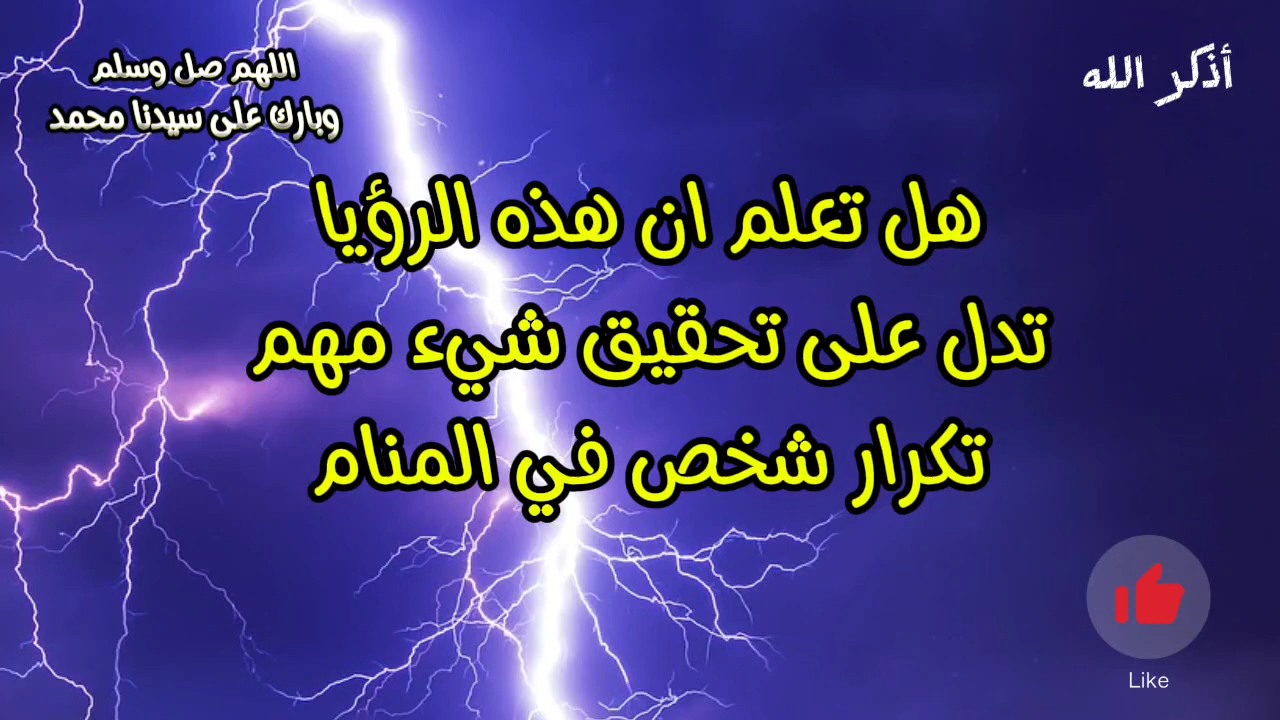 أذكر الله
اللهم صل وسلم
وبارك على سيدنا محمد
هل تعلم ان هذه الرؤيا
تدل على تحقيق شيء مهم
تكرار شخص في المنام
Like